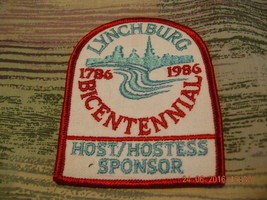 LYNCHBURG
1786 1986
BICENTENNIAL
HOST/HOSTESS
SPONSOR